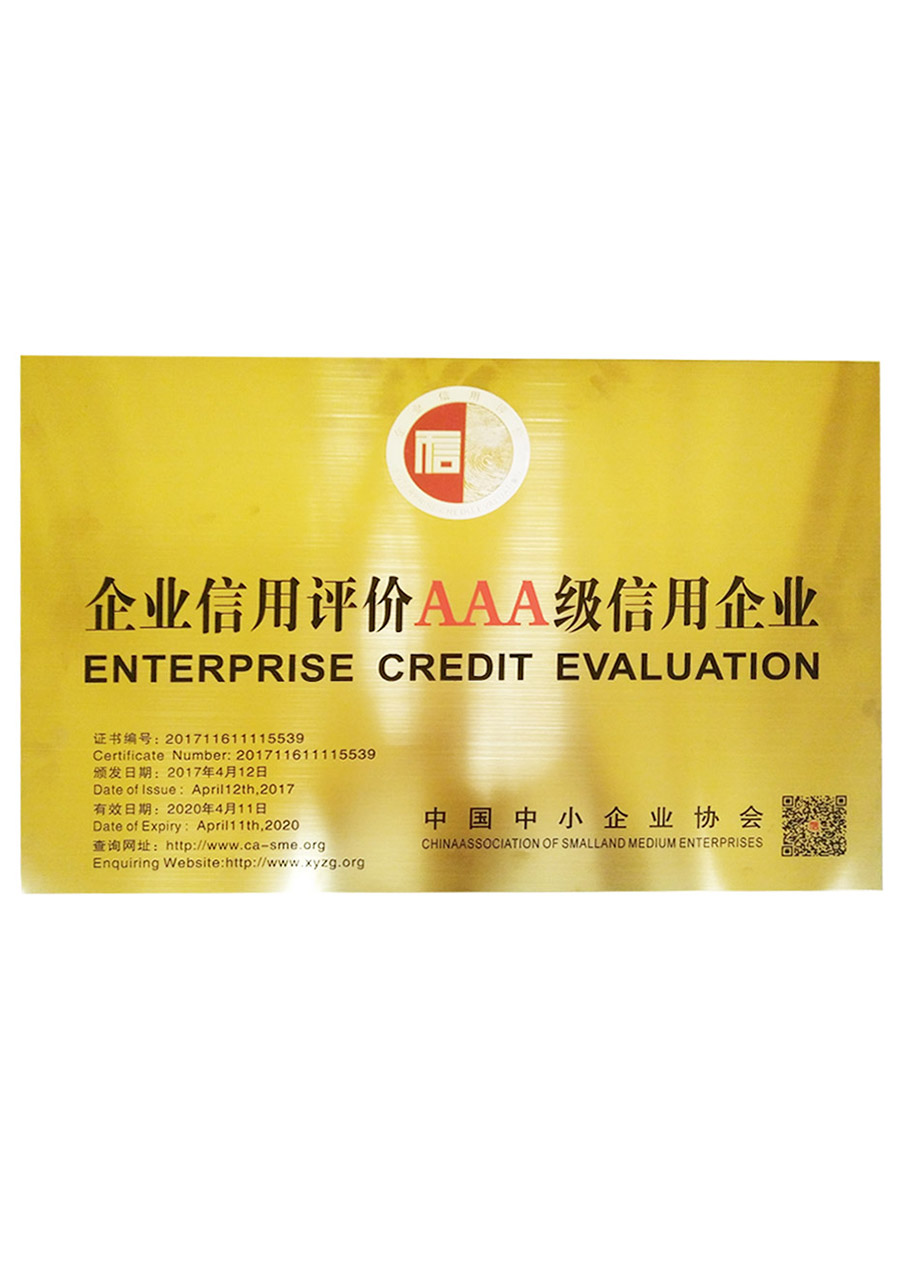 信
企业信用评价AAA级信用企业
ENTERPRISE CREDIT EVALUATION
证书编号：201711611115539
Certificate Number: 201711611115539
颁发日期：2017年4月12日
Date of Issue： April12th,2017
有效日期：2020年4月11日
Date of Expiry： April11th,2020
查询网址：http://www.ca-sme.org
Enquiring Website:http://www.xyzg.org
中国中小企业协会
CHINAASSOCIATION OF SMALLAND MEDIUM ENTERPRISES